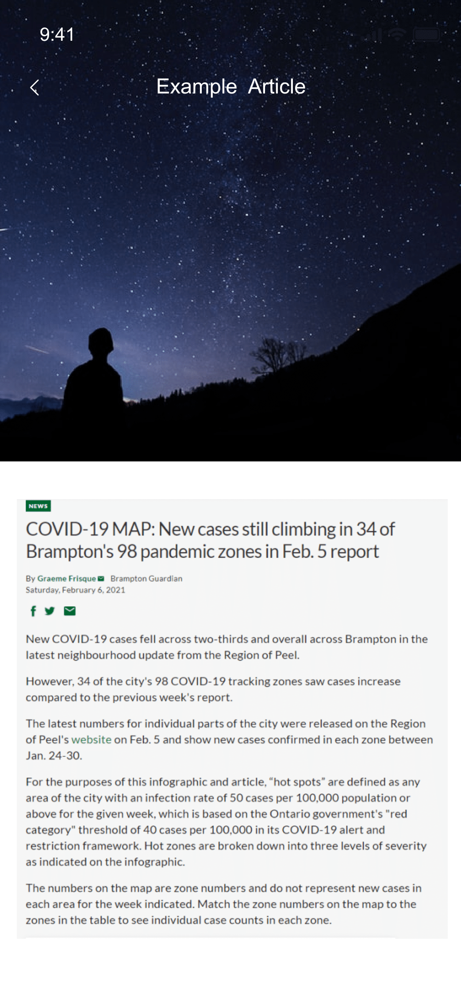 9:41
Example Article
NEWS
COVID-19 MAP: New cases still climbing in 34 of
Brampton's 98 pandemic zones in Feb. 5 report
By Graeme Frisque Brampton Guardian
Saturday, February 6, 2021
New COVID-19 cases fell across two-thirds and overall across Brampton in the
latest neighbourhood update from the Region of Peel.
However, 34 of the city's 98 COVID-19 tracking zones saw cases increase
compared to the previous week's report.
The latest numbers for individual parts of the city were released on the Region
of Peel's website on Feb. 5 and show new cases confirmed in each zone between
Jan. 24-30.
For the purposes of this infographic and article, “hot spots” are defined as any
area of the city with an infection rate of 50 cases per 100,000 population or
above for the given week, which is based on the Ontario government's "red
category" threshold of 40 cases per 100,000 in its COVID-19 alert and
restriction framework. Hot zones are broken down into three levels of severity
as indicated on the infographic.
The numbers on the map are zone numbers and do not represent new cases in
each area for the week indicated. Match the zone numbers on the map to the
zones in the table to see individual case counts in each zone.